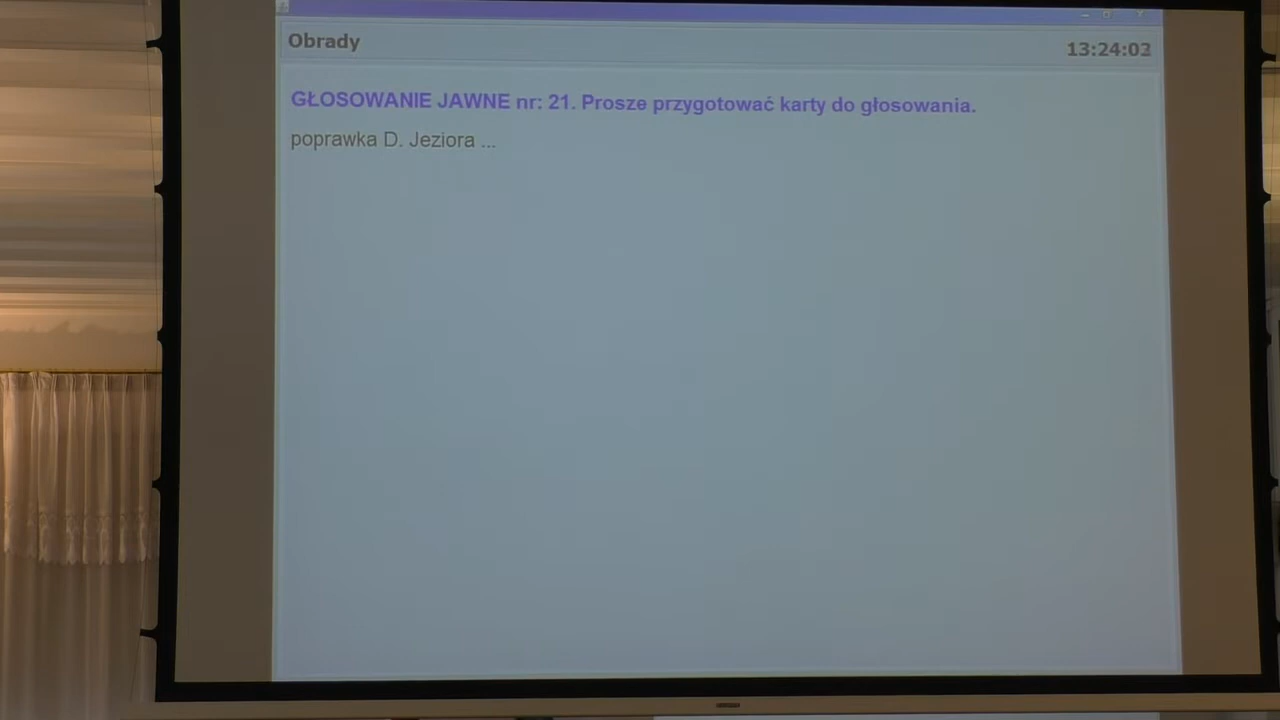 Obrady
13:24:02
GŁOSOWANIE JAWNE nr: 21. Prosze przygotować karty do głosowania.
poprawka D. Jeziora ...